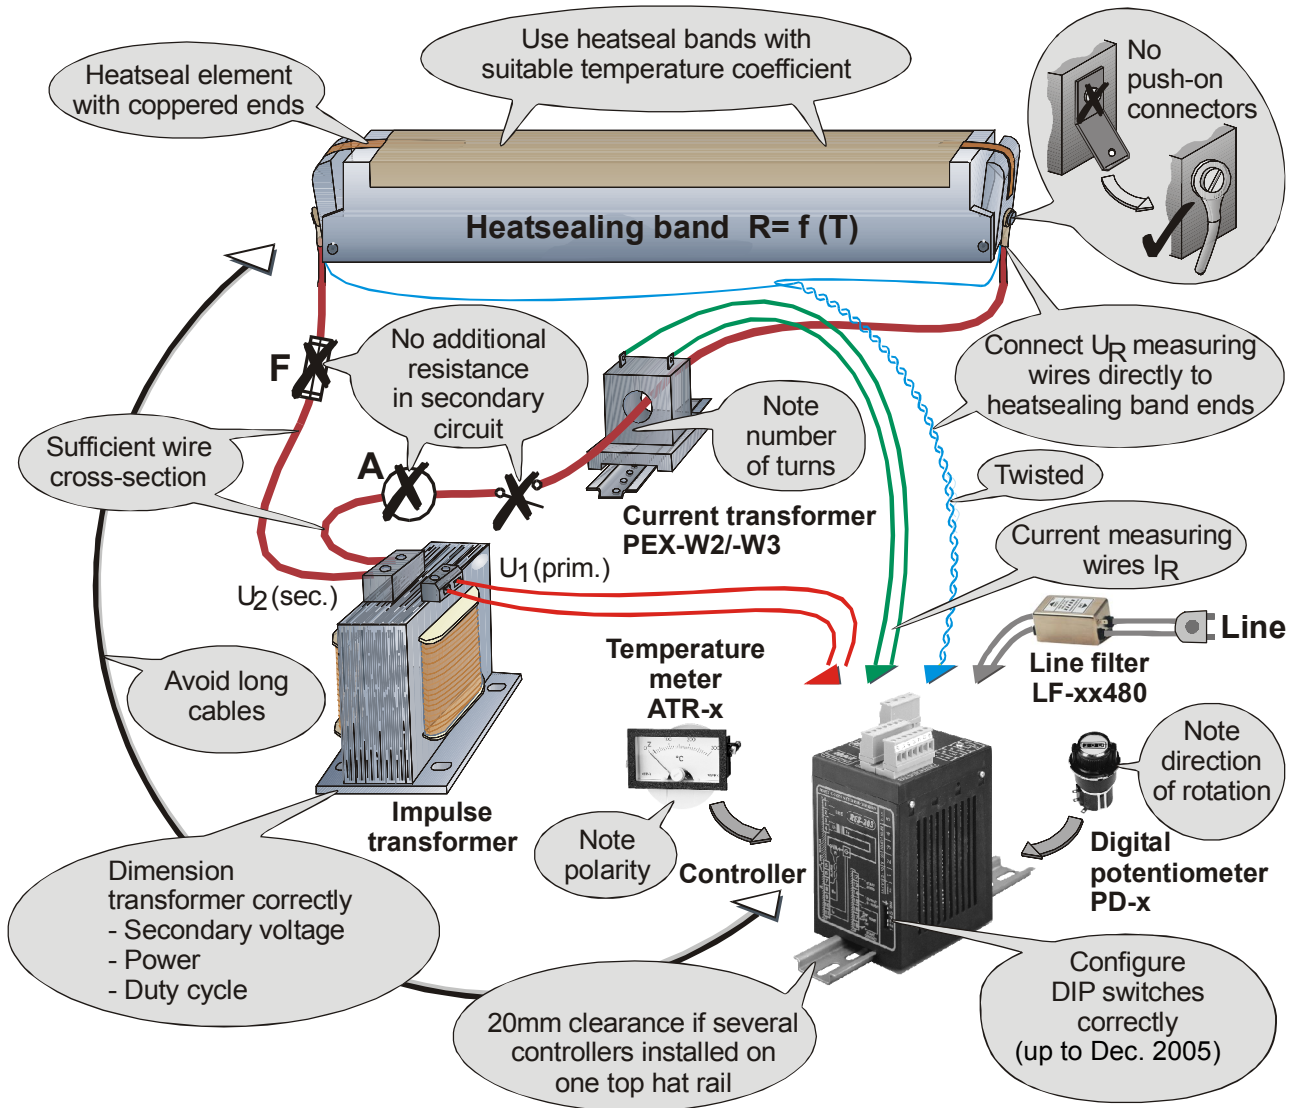 Use heatseal bands with
suitable temperature coefficient
Heatseal element
with coppered ends
No
push-on
connectors
Heatsealing band R= f (T)
F
No additional
resistance
in secondary
circuit
Connect UR measuring
wires directly to
heatsealing band ends
Note
number
of turns
Sufficient wire
cross-section
A
Twisted
Current transformer
PEX-W2/-W3
Current measuring
wires IR
U1 (prim.)
U2 (sec.)
Line
Line filter
LF-xx480
Temperature
meter
ATR-x
Avoid long
cables
Note
direction
of rotation
°C
Impulse
transformer
Note
polarity
Controller
Digital
potentiometer
PD-x
Dimension
transformer correctly
- Secondary voltage
- Power
- Duty cycle
Configure
DIP switches
correctly
(up to Dec. 2005)
20mm clearance if several
controllers installed on
one top hat rail